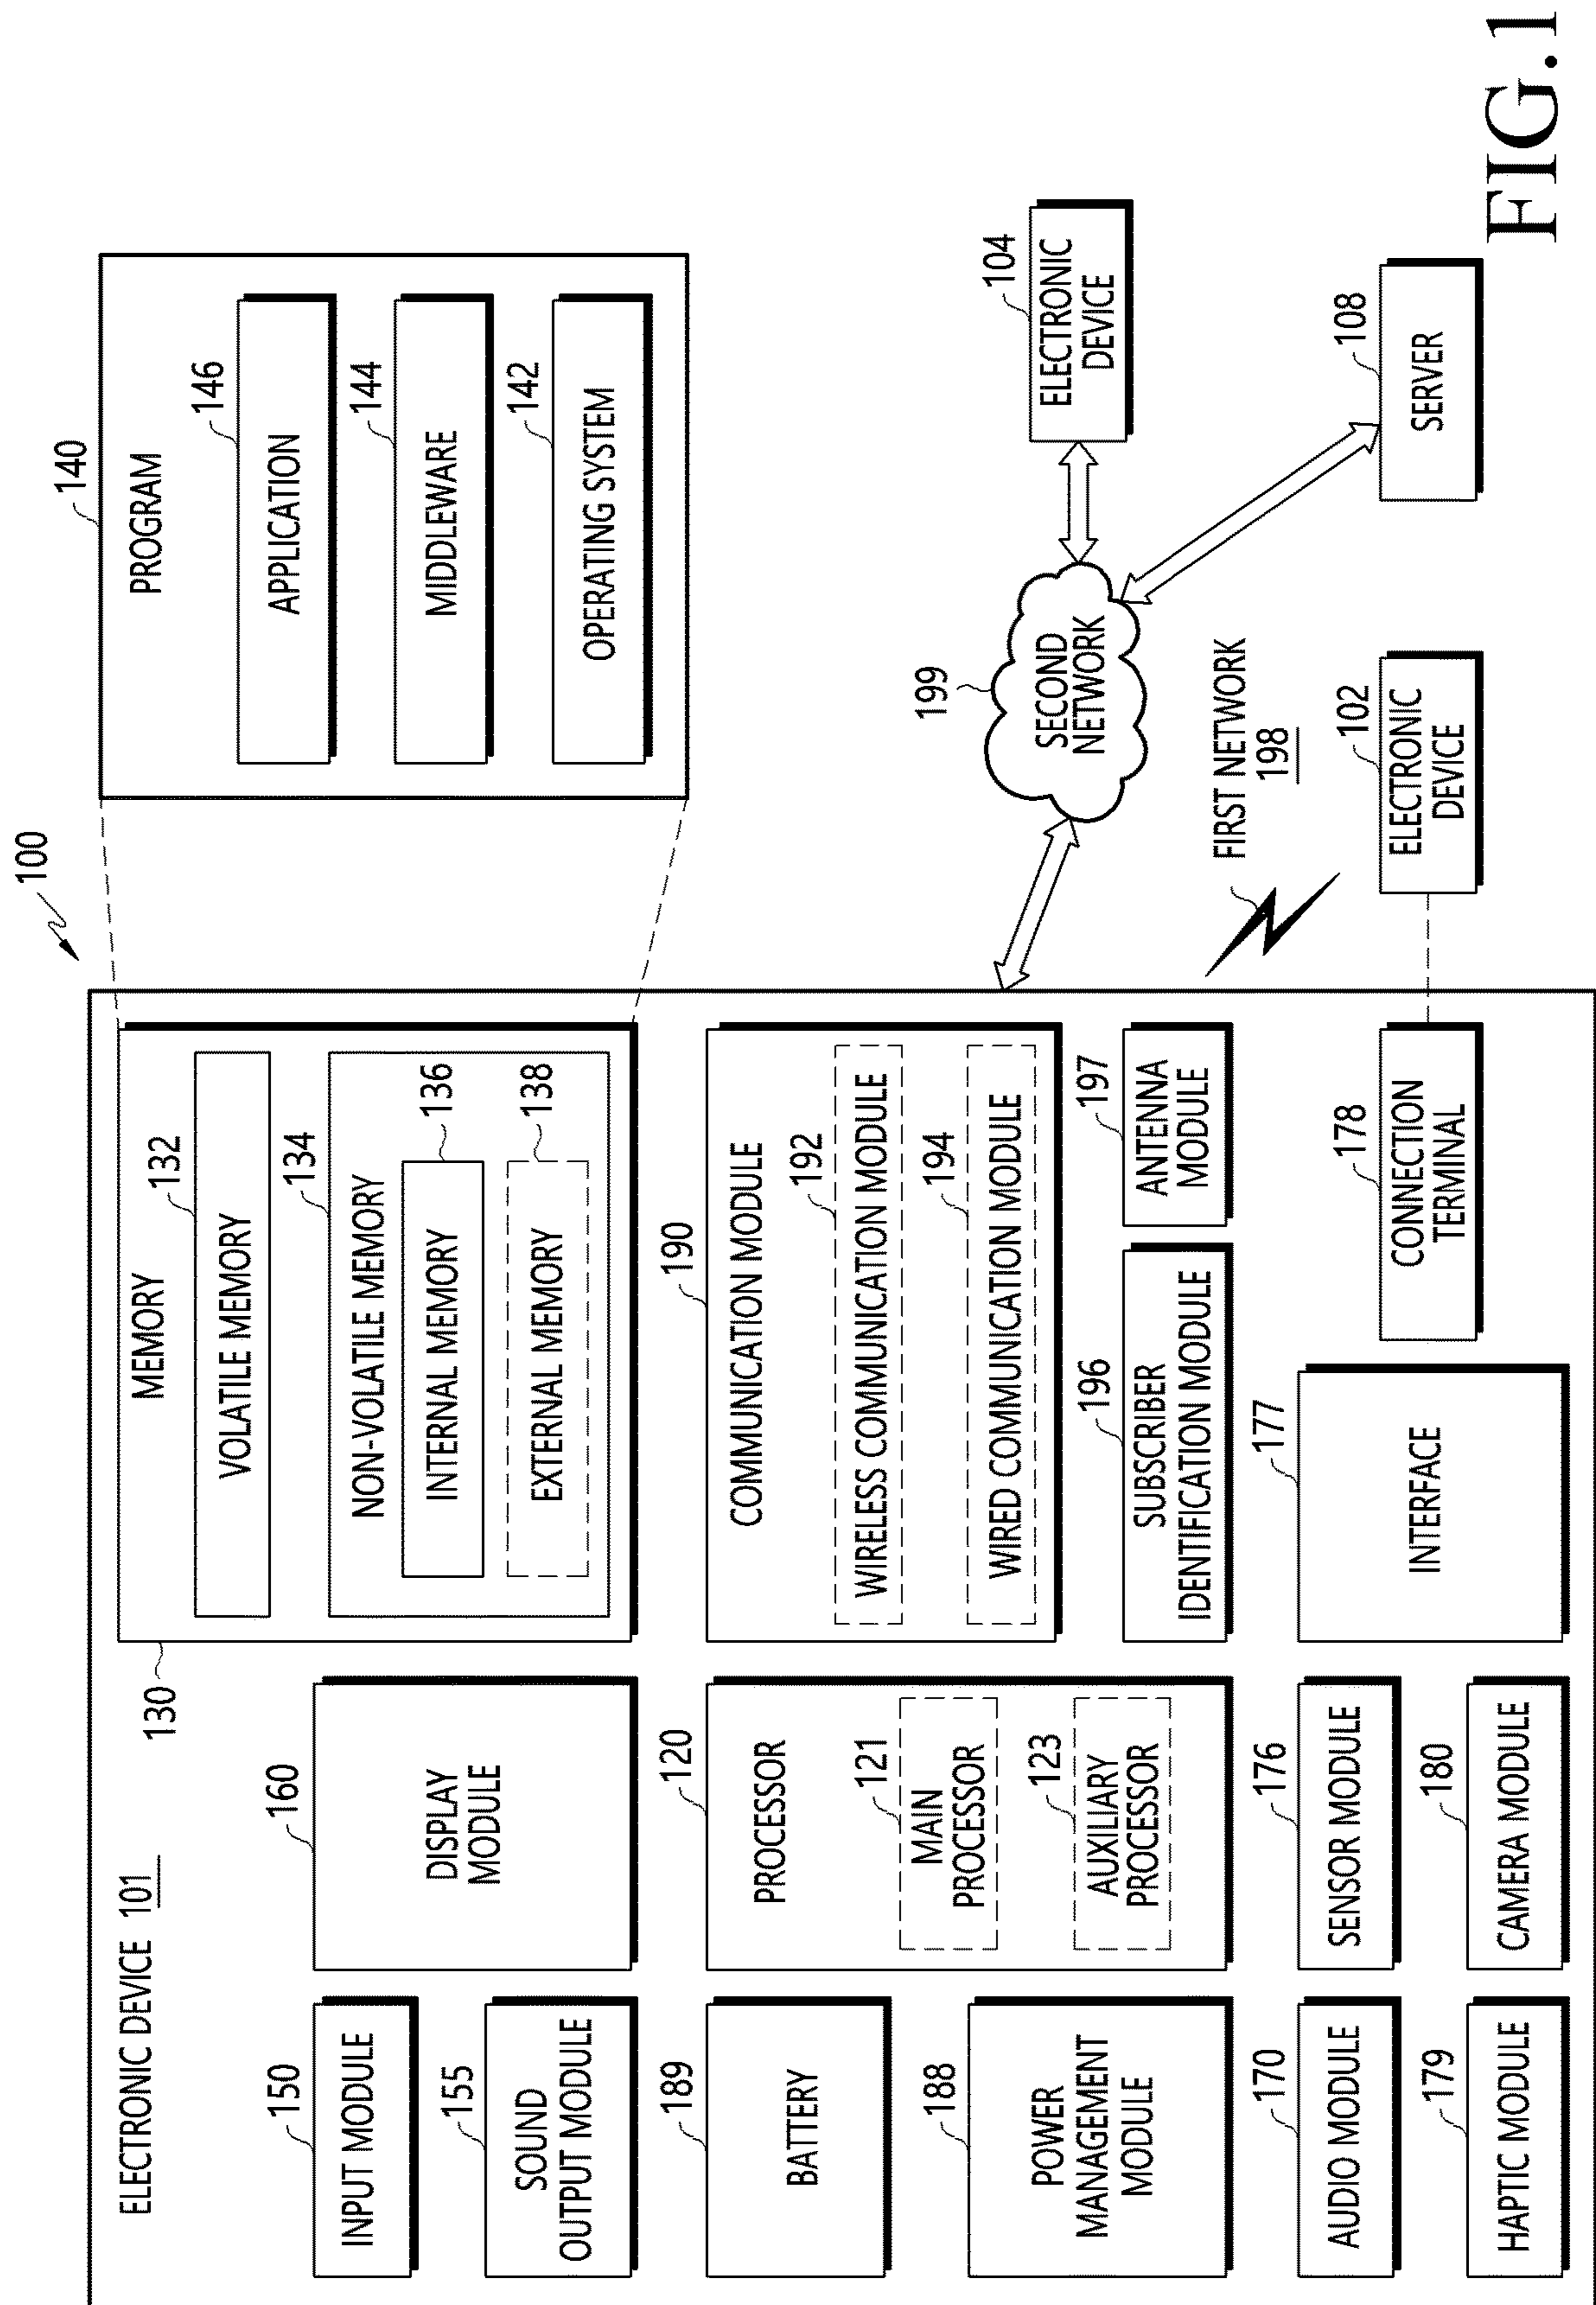 100
ELECTRONIC DEVICE 101
130
MEMORY
132
VOLATILE MEMORY
134
NON-VOLATILE MEMORY
136
INTERNAL MEMORY
138
EXTERNAL MEMORY
140
PROGRAM
146
APPLICATION
144
MIDDLEWARE
142
OPERATING SYSTEM
150
INPUT MODULE
155
SOUND
OUTPUT MODULE
160
DISPLAY
MODULE
189
BATTERY
188
POWER
MANAGEMENT
MODULE
120
PROCESSOR
121
MAIN
PROCESSOR
123
AUXILIARY
PROCESSOR
190
COMMUNICATION MODULE
192
WIRELESS COMMUNICATION MODULE
194
WIRED COMMUNICATION MODULE
196
SUBSCRIBER
IDENTIFICATION MODULE
197
ANTENNA
MODULE
199
SECOND
NETWORK
104
ELECTRONIC
DEVICE
FIRST NETWORK
198
108
SERVER
170
AUDIO MODULE
176
SENSOR MODULE
177
INTERFACE
178
CONNECTION
TERMINAL
102
ELECTRONIC
DEVICE
179
HAPTIC MODULE
180
CAMERA MODULE
FIG.1